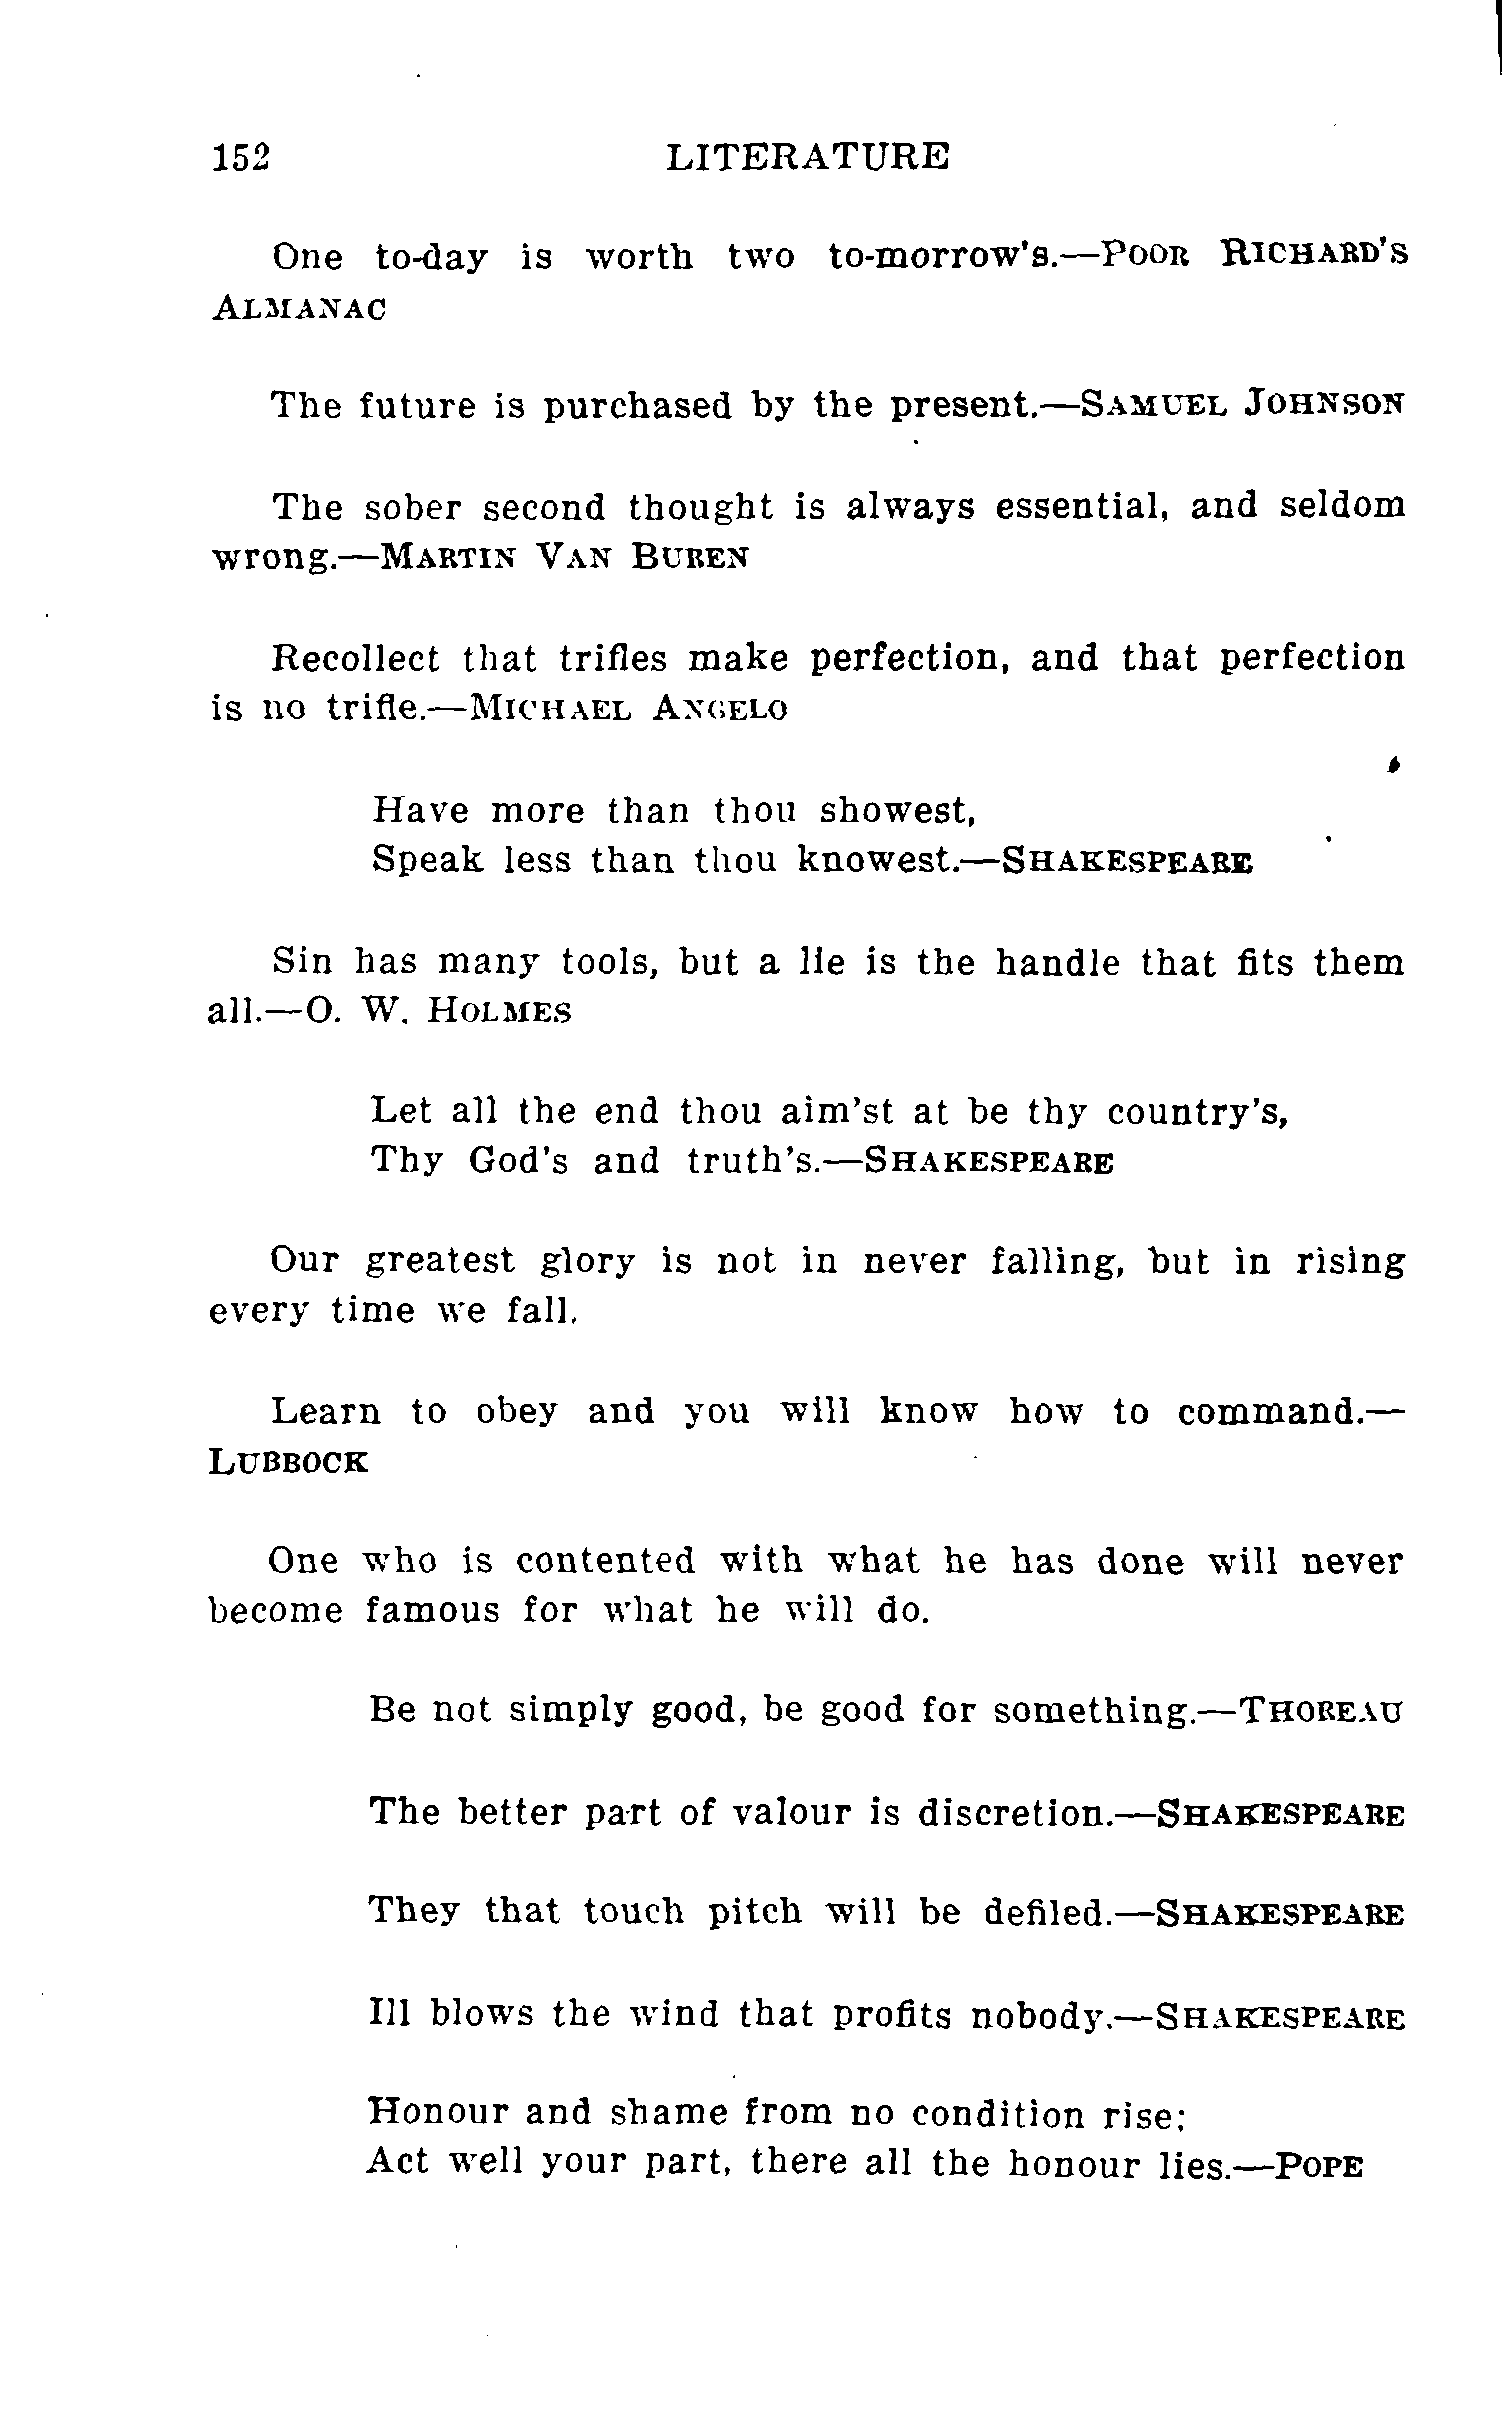 152 LITERATURE
One to-day is worth two to-morrow's.—POOR RICHARD'S
ALMANAC
The future is purchased by the present.—SAMUEL JOHNSON
The sober second thought is always essential, and seldom
wrong.—MARTIN VAN BUREN
Recollect that trifles make perfection, and that perfection
is no trifle.—MICHAEL ANGELO
Have more than thou showest,
Speak less than thou knowest.—SHAKESPEARE
Sin has many tools, but a lie is the handle that fits them
all.—O. W. HOLMES
Let all the end thou aim'st at be thy country's,
Thy God's and truth's.—SHAKESPEARE
Our greatest glory is not in never falling, but in rising
every time we fall.
Learn to obey and you will know how to command.—
LUBBOCK
One who is contented with what he has done will never
become famous for what he will do.
Be not simply good, be good for something.—THOREAU
The better part of valour is discretion.—SHAKESPEARE
They that touch pitch will be defiled.—SHAKESPEARE
Ill blows the wind that profits nobody.—SHAKESPEARE
Honour and shame from no condition rise;
Act well your part, there all the honour lies.—POPE